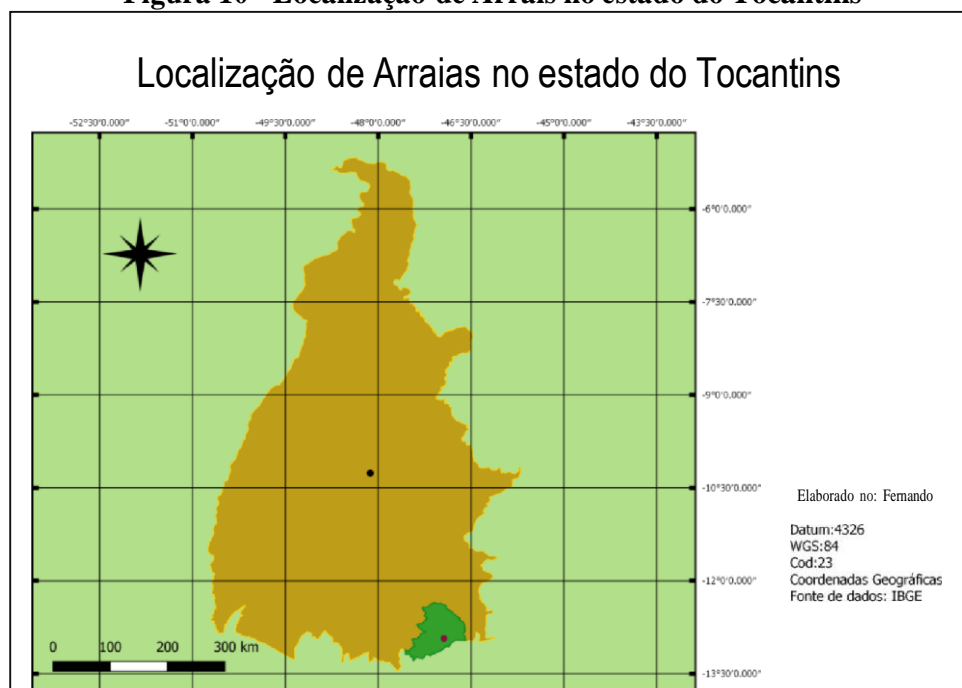 Figura 10 - Localização de Arrais no estado do Tocantins
Localização de Arraias no estado do Tocantins
-52°30'0.000" -51°0'0.000" -49°30'0.000" -48°0'0.000" -46°30'0.000" -45°0'0.000" -43°30'0.000"
-6°0'0.000"
-7°30'0.000"
-9°0'0.000"
-10°30'0.000"
Elaborado no: Fernando
Datum:4326
WGS:84
Cod:23
Coordenadas Geográficas
Fonte de dados: IBGE
-12°0'0.000"
0 100 200 300 km
-13°30'0.000"